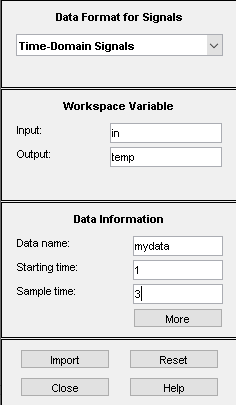 Data Format for Signals
Time-Domain Signals
Workspace Variable
Input: in
Output: temp
Data Information
Data name: mydata
Starting time: 1
Sample time: 3
More
Import Reset
Close Help